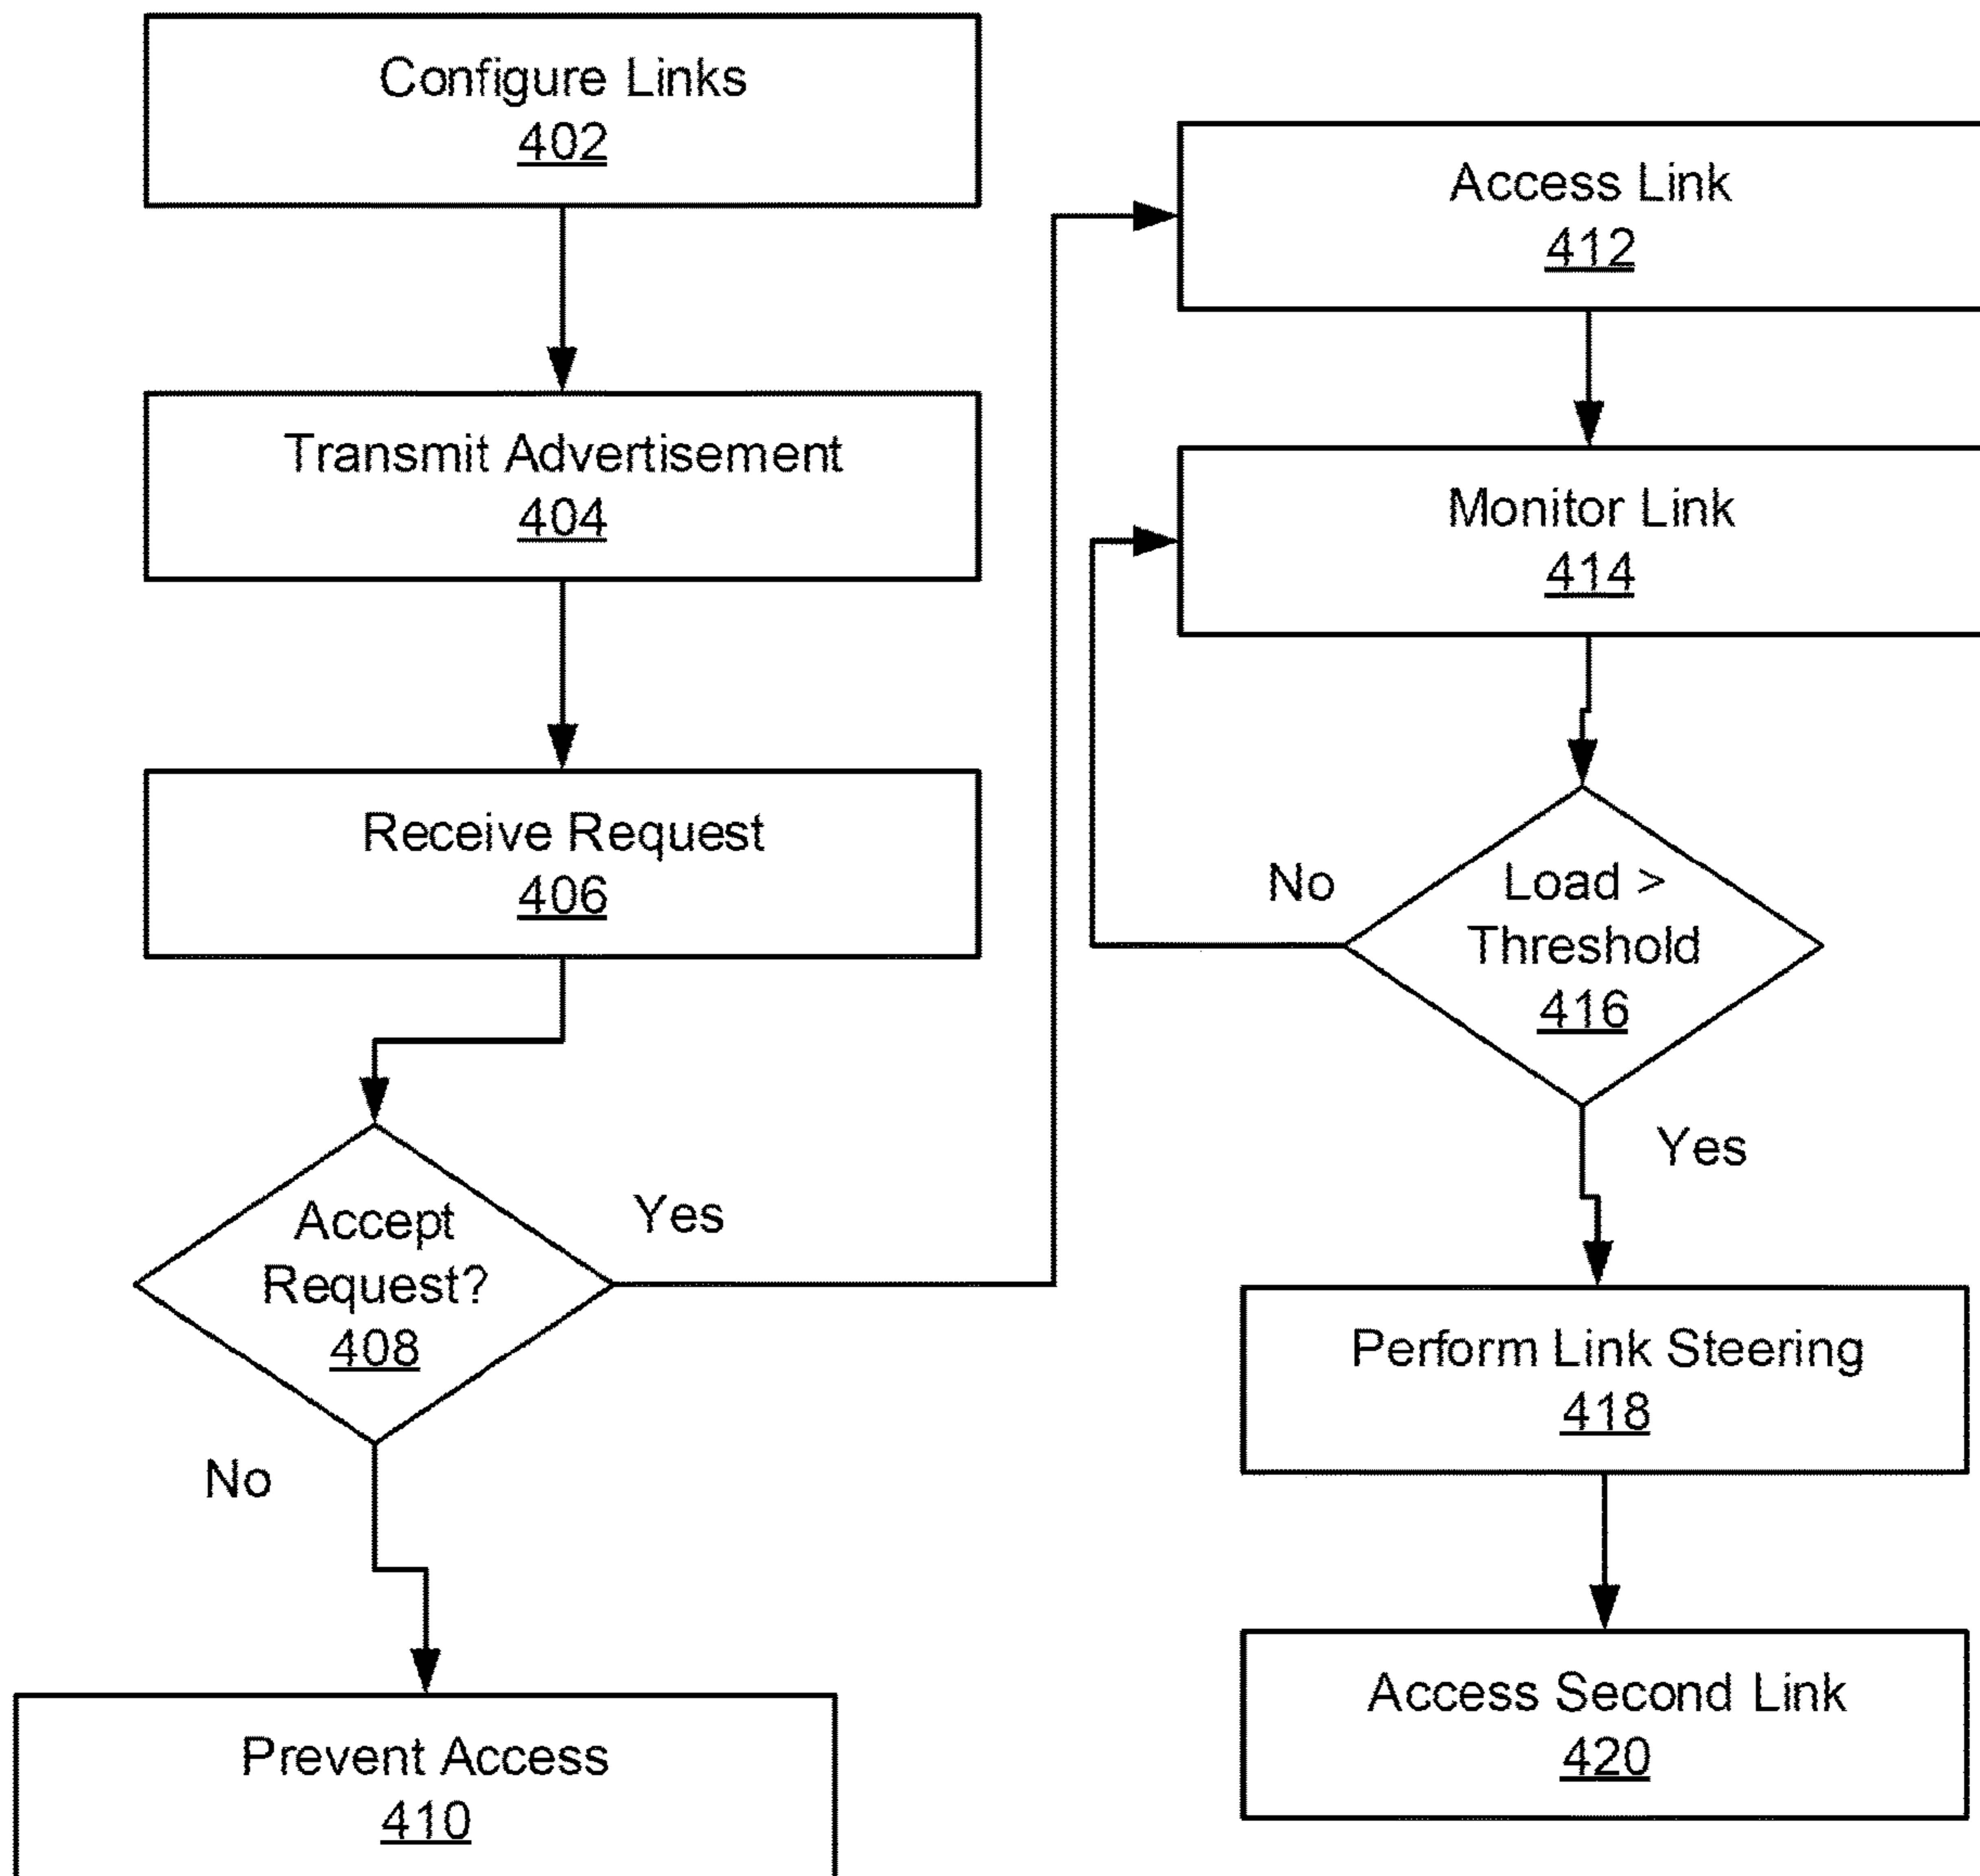 Configure Links
402
Transmit Advertisement
404
Receive Request
406
Accept
Request?
408
Yes
No
Prevent Access
410
Access Link
412
Monitor Link
414
Load >
Threshold
416
No
Yes
Perform Link Steering
418
Access Second Link
420